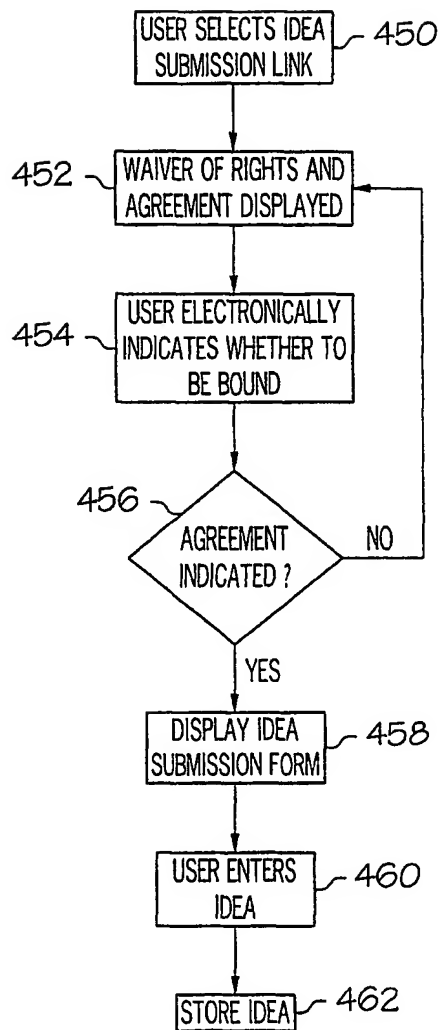 USER SELECTS IDEA
SUBMISSION LINK
450
452
WAIVER OF RIGHTS AND
AGREEMENT DISPLAYED
454
USER ELECTRONICALLY
INDICATES WHETHER TO
BE BOUND
456
AGREEMENT
INDICATED ?
NO
YES
DISPLAY IDEA
SUBMISSION FORM
458
USER ENTERS
IDEA
460
STORE IDEA
462